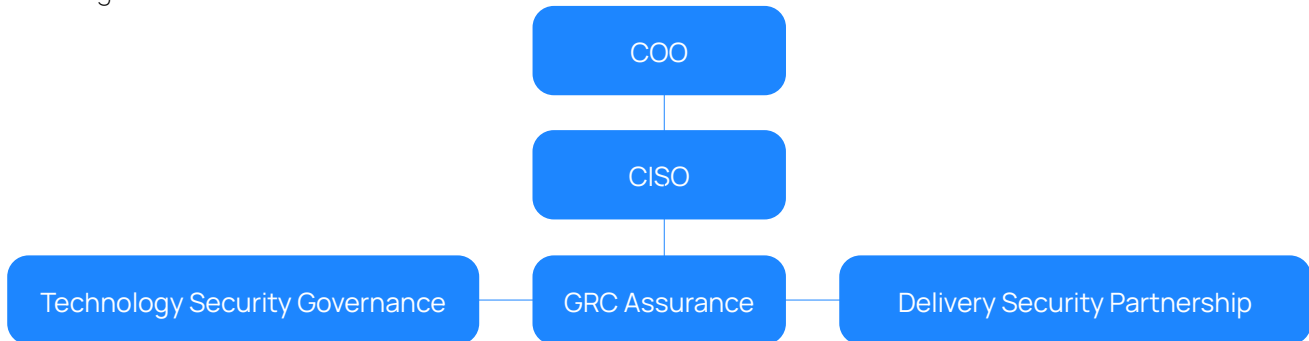 COO
CISO
Technology Security Governance
GRC Assurance
Delivery Security Partnership